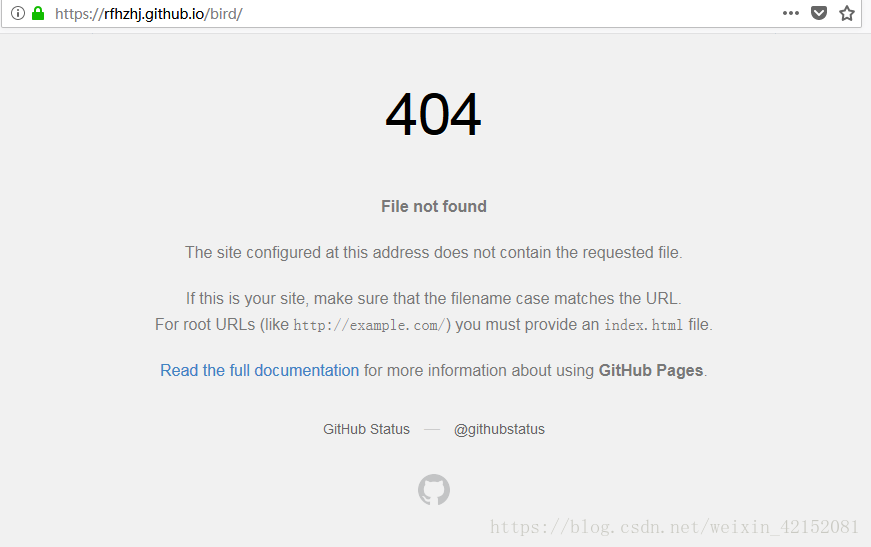 https://rfhzhj.github.io/bird/
404
File not found
The site configured at this address does not contain the requested file.
If this is your site, make sure that the filename case matches the URL.
For root URLs (like http://example.com/) you must provide an index.html file.
Read the full documentation for more information about using GitHub Pages.
GitHub Status — @githubstatus
https://blog.csdn.net/weixin_42152081